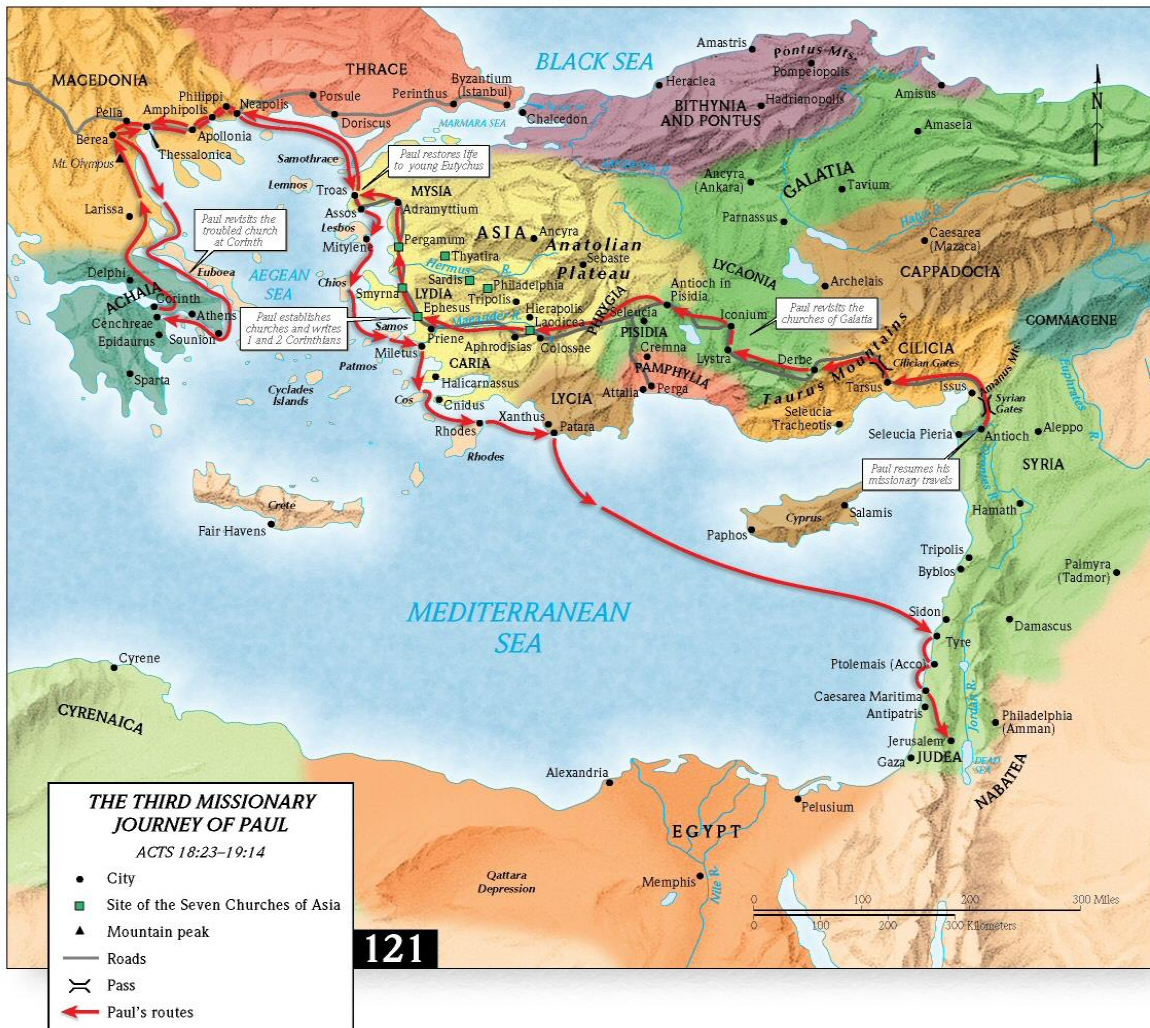 BLACK SEA
Amastris
Pontus Mts.
Pompeiopolis
MACEDONIA
THRACE
Byzantium
(Istanbul)
Heraclea
BITHYNIA
AND PONTUS
Hadrianopolis
Amisus
Philippi
Neapolis
Porsule
Perinthus
Pella
Amphipolis
Doriscus
MARMARA SEA
Chalcedon
Amaseia
Berea
Apollonia
Thessalonica
Mt. Olympus
Samothrace
Paul restores life
to young Eutychus
Ancyra
(Ankara)
GALATIA
Tavium
Lemnos
Troas
MYSIA
Larissa
Assos
Adramyttium
Parnassus
Halys R.
Lesbos
Paul revisits the
troubled church
at Corinth
Mitylene
ASIA
Ancyra
Anatolian
Plateau
Pergamum
Thyatira
Sebaste
Caesarea
(Mazaca)
CAPPADOCIA
Delphi
Euboea
AEGEAN
SEA
Chios
Hermus R.
Sardis
Philadelphia
LYCAONIA
Archelais
ACHAIA
Smyrna
LYDIA
Tripolis
PHRYGIA
Antioch in
Pisidia
Corinth
Athens
Paul establishes
churches and writes
1 and 2 Corinthians
Ephesus
Hierapolis
Maeander R.
Laodicea
Seleucia
Iconium
Paul revisits the
churches of Galatia
COMMAGENE
Cenchreae
Samos
Priene
PISIDIA
Epidaurus
Sounion
Miletus
Aphrodisias
Colossae
Cremna
Lystra
Derbe
CILICIA
Cilician Gates
Amanus Mts.
Patmos
CARIA
PAMPHYLIA
Taurus Mountains
Tarsus
Issus
Euphrates R.
Sparta
Cyclades
Islands
Halicarnassus
Attalia
Perga
Syrian
Gates
Cos
Cnidus
Xanthus
LYCIA
Seleucia
Tracheotis
Rhodes
Patara
Seleucia Pieria
Antioch
Aleppo
Rhodes
Paul resumes his
missionary travels
SYRIA
Orontes R.
Crete
Cyprus
Salamis
Hamath
Fair Havens
Paphos
Tripolis
Byblos
Palmyra
(Tadmor)
MEDITERRANEAN
SEA
Sidon
Damascus
Tyre
Cyrene
Ptolemais (Acco)
CYRENAICA
Caesarea Maritima
Antipatris
Jordan R.
Philadelphia
(Amman)
Jerusalem
Gaza
JUDEA
DEAD
SEA
NABATEA
Alexandria
Pelusium
EGYPT
Qattara
Depression
Memphis
Nile R.
0 100 200 300 Miles
0 100 200 300 Kilometers
THE THIRD MISSIONARY
JOURNEY OF PAUL
ACTS 18:23–19:14
City
Site of the Seven Churches of Asia
Mountain peak
Roads
Pass
Paul's routes
121
N